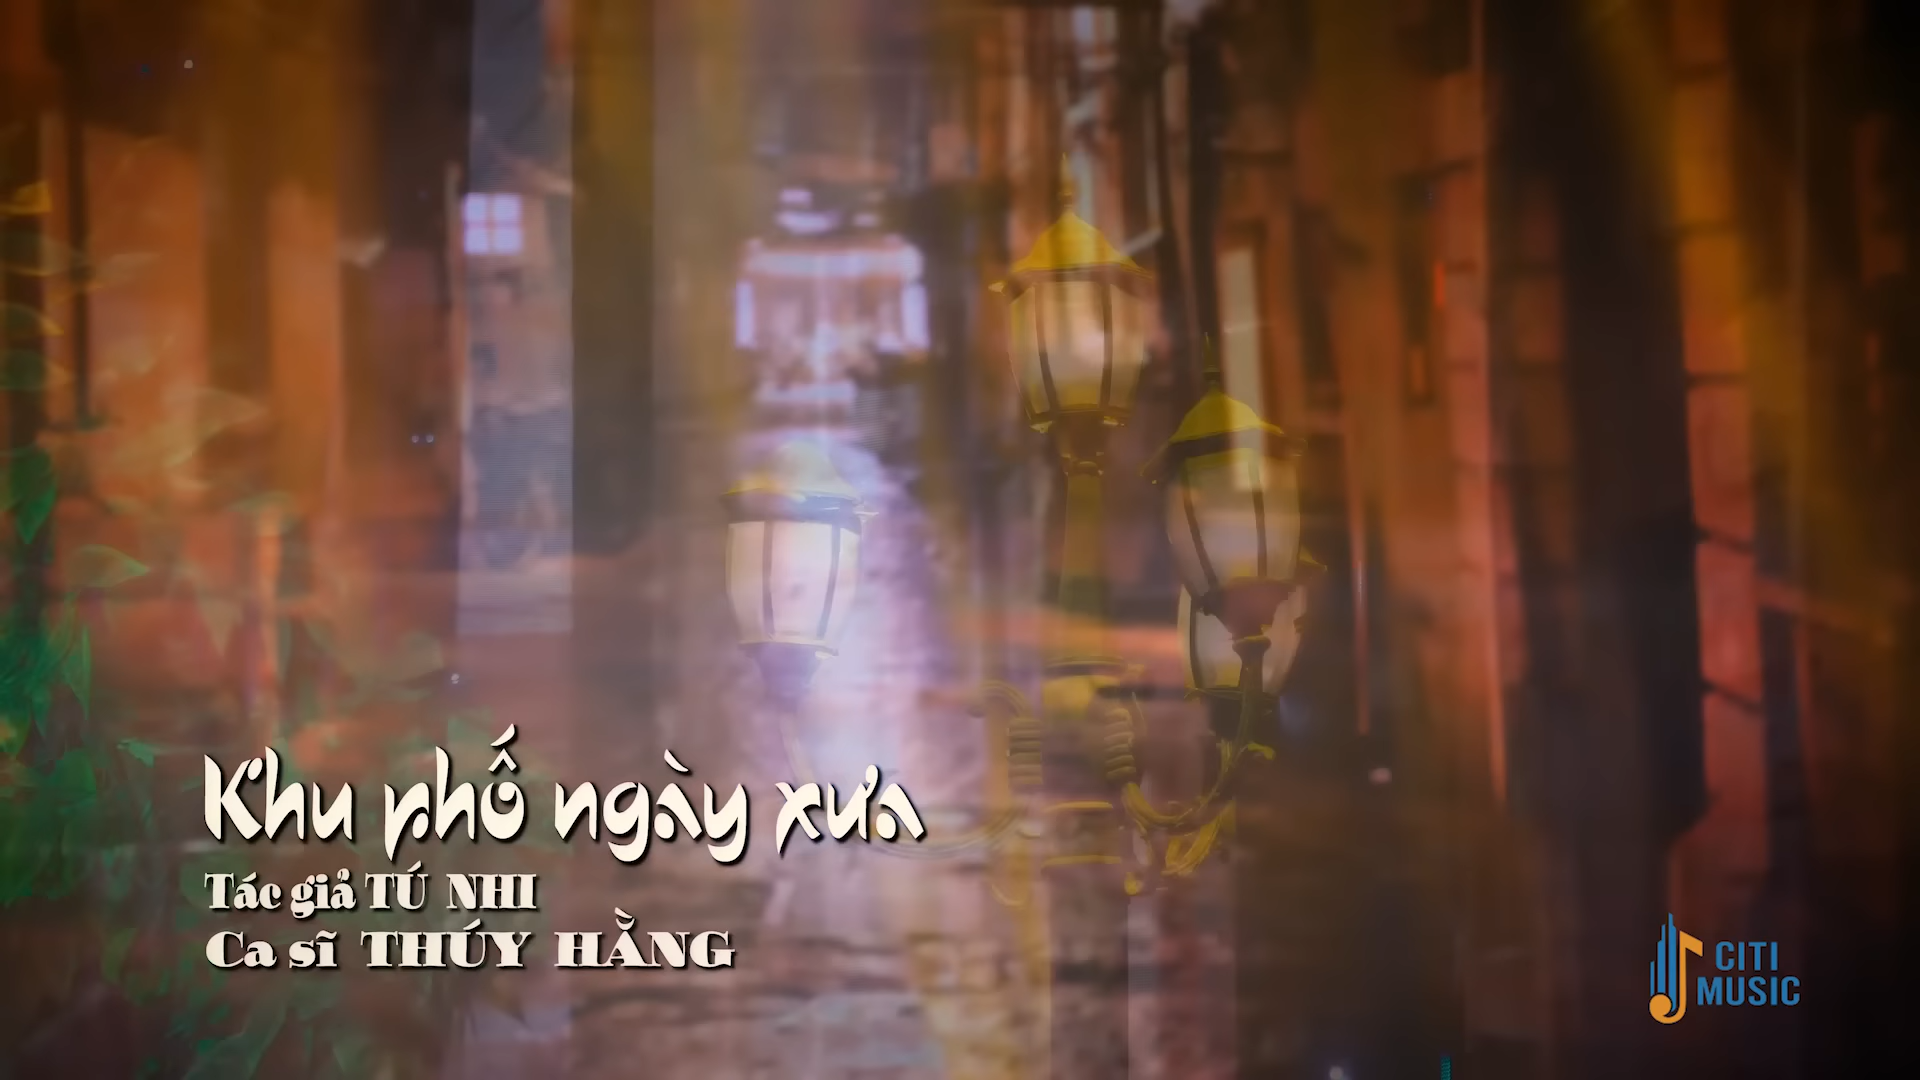 Khu phố ngày xưa
Tác giả TÚ NHI
Ca sĩ THÚY HẰNG
CITI
MUSIC